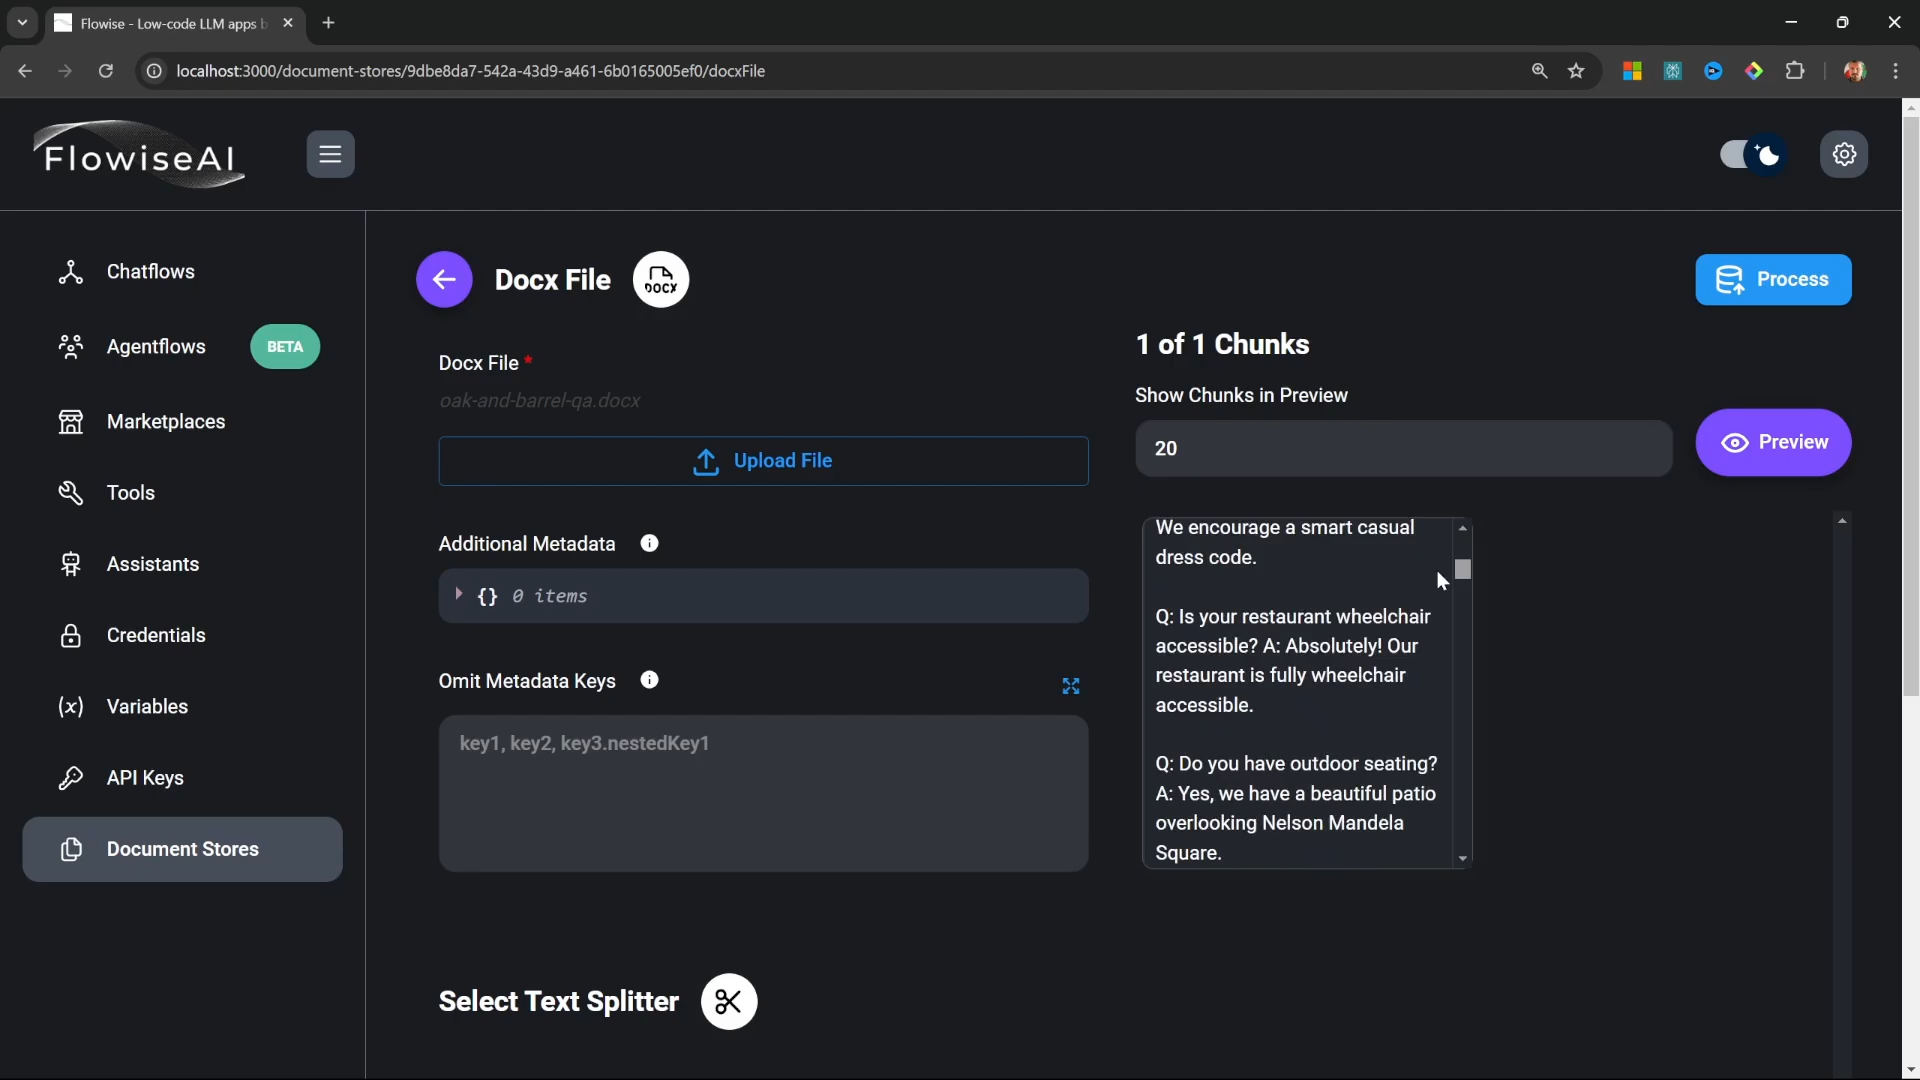 Flowise - Low-code LLM apps b
localhost:3000/document-stores/9dbe8da7-542a-43d9-a461-6b0165005ef0/docxFile
FlowiseAI
Chatflows
Agentflows
BETA
Marketplaces
Tools
Assistants
Credentials
(x) Variables
API Keys
Document Stores
Docx File
DOCX
Process
Docx File *
oak-and-barrel-qa.docx
Upload File
Additional Metadata
{} 0 items
Omit Metadata Keys
key1, key2, key3.nestedKey1
Select Text Splitter
1 of 1 Chunks
Show Chunks in Preview
20
Preview
We encourage a smart casual
dress code.
Q: Is your restaurant wheelchair
accessible? A: Absolutely! Our
restaurant is fully wheelchair
accessible.
Q: Do you have outdoor seating?
A: Yes, we have a beautiful patio
overlooking Nelson Mandela
Square.